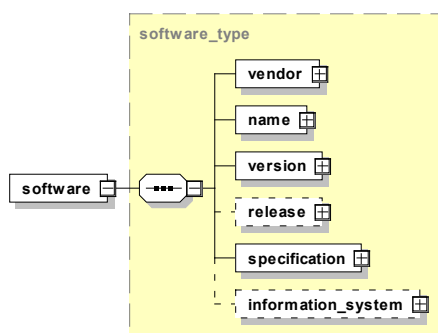 software_type
vendor
name
version
software
release
specification
information_system